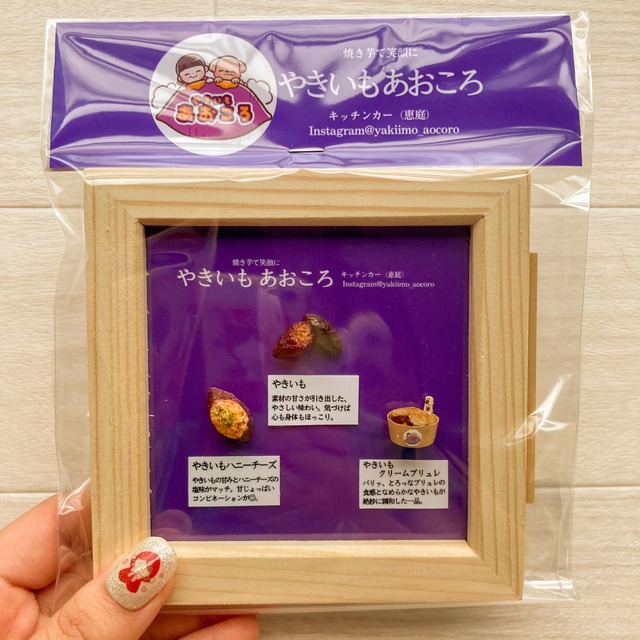 焼き芋で笑顔に
やきいもあおころ
キッチンカー（恵庭）
Instagram@yakiimo_aocoro
やきいも
あおころ
焼き芋で笑顔に
やきいも あおころ
キッチンカー（恵庭）
Instagram@yakiimo_aocoro
やきいも
素材の甘さが引き出した、
やさしい味わい。気づけば
心も身体もほっこり。
やきいもハニーチーズ
やきいもの甘みとハニーチーズの
塩味がマッチ。甘じょっぱい
コンビネーションが◎。
やきいも
クリームブリュレ
パリッ、とろっなブリュレの
食感となめらかなやきいもが
絶妙に調和した一品。